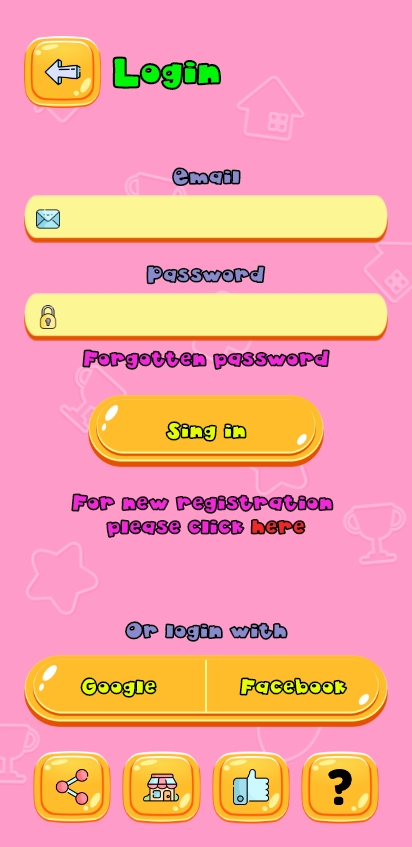 Login
Email
Password
Forgotten password
Sing in
For new registration
please click here
Or login with
Google Facebook
?